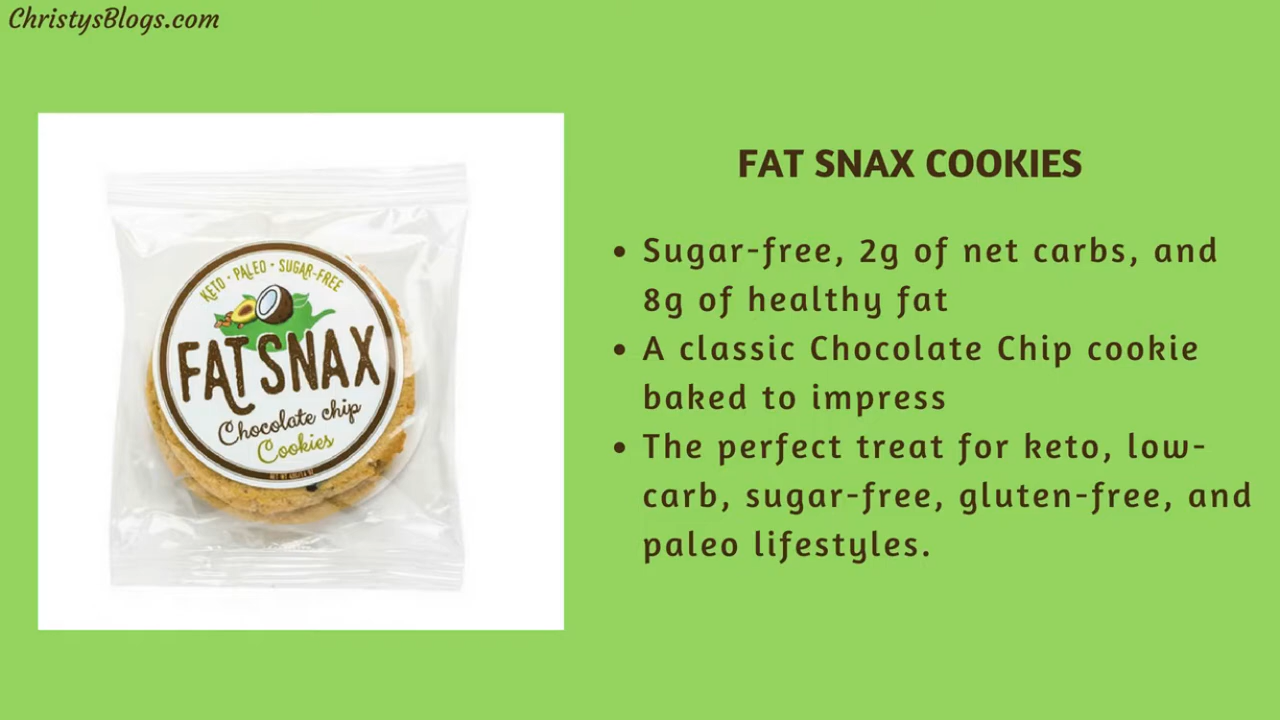 ChristysBlogs.com
KETO • PALEO • SUGAR-FREE
FATSNAX
Chocolate chip
Cookies
FAT SNAX COOKIES
• Sugar-free, 2g of net carbs, and
8g of healthy fat
• A classic Chocolate Chip cookie
baked to impress
• The perfect treat for keto, low-
carb, sugar-free, gluten-free, and
paleo lifestyles.